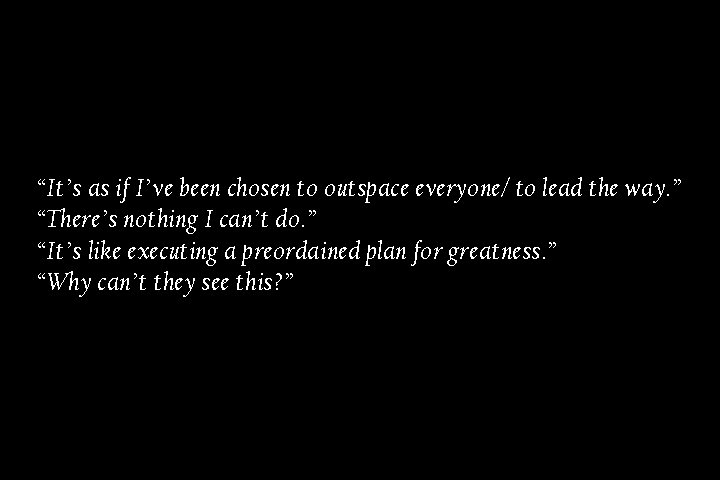 “It’s as if I’ve been chosen to outspace everyone/ to lead the way.”
“There’s nothing I can’t do.”
“It’s like executing a preordained plan for greatness.”
“Why can’t they see this?”